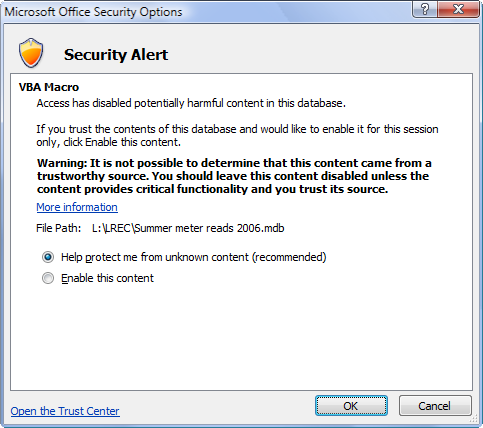 Microsoft Office Security Options
Security Alert
VBA Macro
Access has disabled potentially harmful content in this database.
If you trust the contents of this database and would like to enable it for this session
only, click Enable this content.
Warning: It is not possible to determine that this content came from a
trustworthy source. You should leave this content disabled unless the
content provides critical functionality and you trust its source.
More information
File Path: L:\LREC\Summer meter reads 2006.mdb
Help protect me from unknown content (recommended)
Enable this content
Open the Trust Center
OK
Cancel